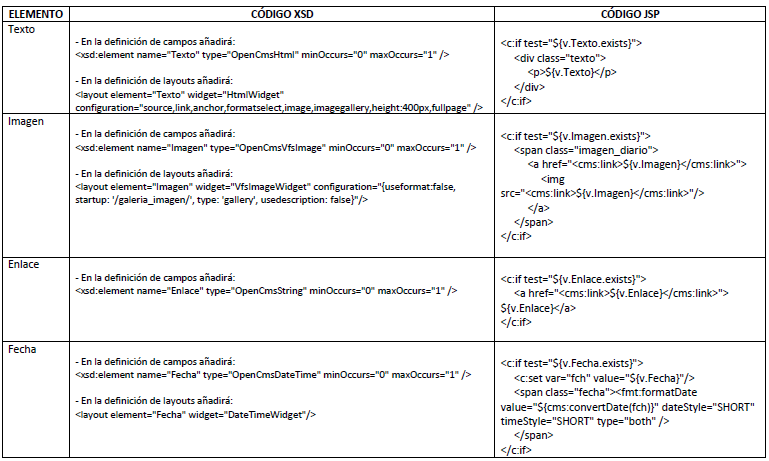 ELEMENTO CÓDIGO XSD CÓDIGO JSP
Texto
- En la definición de campos añadirá:
<xsd:element name="Texto" type="OpenCmsHtml" minOccurs="0" maxOccurs="1" />
- En la definición de layouts añadirá:
<layout element="Texto" widget="HtmlWidget"
configuration="source,link,anchor,formatselect,image,imagegallery,height:400px,fullpage" />
<c:if test="${v.Texto.exists}">
<div class="texto">
<p>${v.Texto}</p>
</div>
</c:if>
Imagen
- En la definición de campos añadirá:
<xsd:element name="Imagen" type="OpenCmsVfsImage" minOccurs="0" maxOccurs="1" />
- En la definición de layouts añadirá:
<layout element="Imagen" widget="VfsImageWidget" configuration="{useformat:false,
startup: '/galeria_imagen/', type: 'gallery', usedescription: false}"/>
<c:if test="${v.Imagen.exists}">
<span class="imagen_diario">
<a href="<cms:link>${v.Imagen}</cms:link>">
<img
src="<cms:link>${v.Imagen}</cms:link>"/>
</a>
</span>
</c:if>
Enlace
- En la definición de campos añadirá:
<xsd:element name="Enlace" type="OpenCmsString" minOccurs="0" maxOccurs="1" />
<c:if test="${v.Enlace.exists}">
<a href="<cms:link>${v.Enlace}</cms:link>">
${v.Enlace}</a>
</c:if>
Fecha
- En la definición de campos añadirá:
<xsd:element name="Fecha" type="OpenCmsDateTime" minOccurs="0" maxOccurs="1" />
- En la definición de layouts añadirá:
<layout element="Fecha" widget="DateTimeWidget"/>
<c:if test="${v.Fecha.exists}">
<c:set var="fch" value="${v.Fecha}"/>
<span class="fecha"><fmt:formatDate
value="${cms:convertDate(fch)}" dateStyle="SHORT"
timeStyle="SHORT" type="both" />
</span>
</c:if>